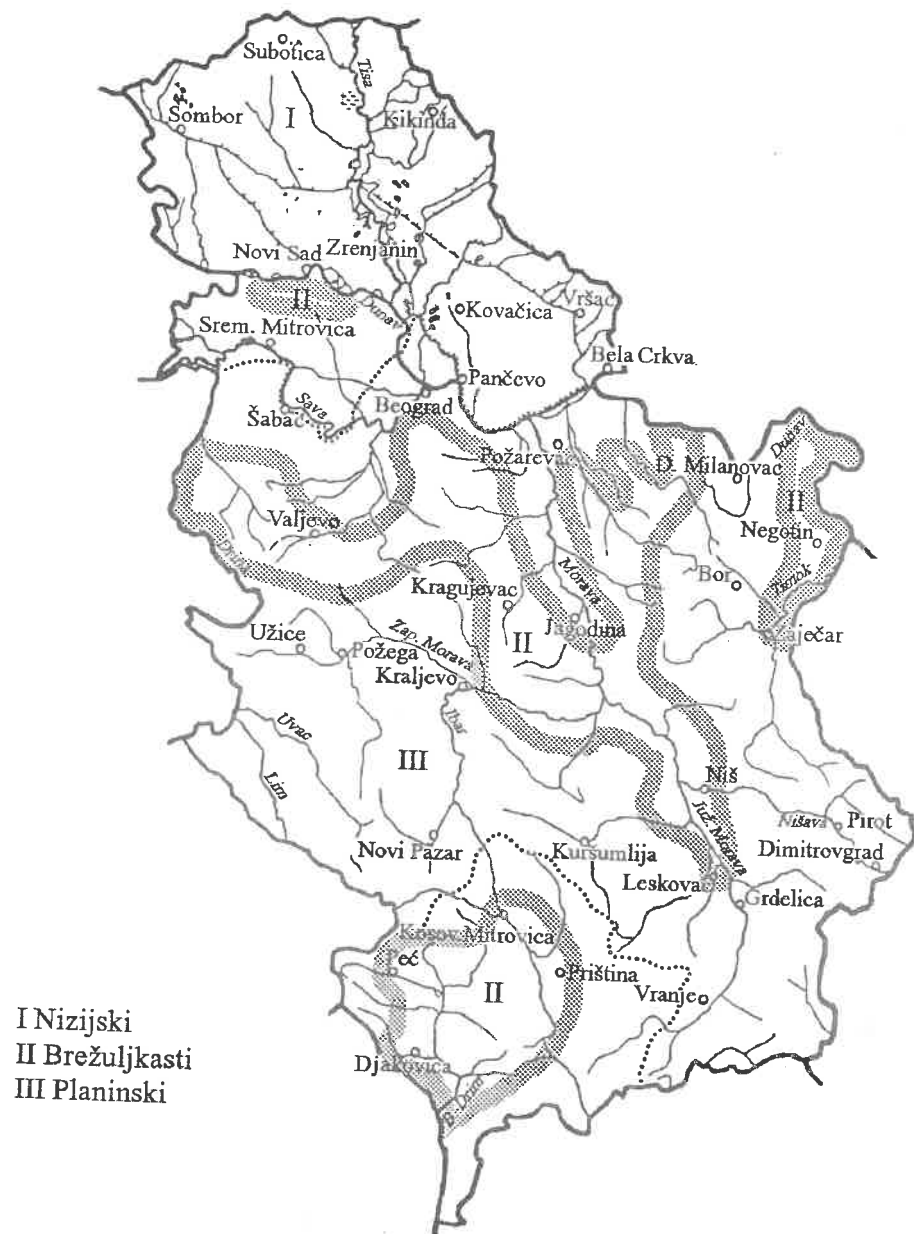 Subotica
Tisa
Sombor
I
Kikinda
Novi Sad
Zrenjanin
II
Dunav
Kovačica
Vršac
Srem. Mitrovica
Bela Crkva
Pančevo
Sava
Beograd
Šabac
Požarevac
D. Milanovac
Dunav
II
Valjevo
Negotin
Drina
Bor
Timok
Kragujevac
Morava
Jagodina
Zaječar
Užice
Požega
Zap. Morava
II
Kraljevo
Ibar
Uvac
III
Lim
Niš
Nišava
Pirot
Novi Pazar
Kuršumlija
Juž. Morava
Dimitrovgrad
Leskovac
Grdelica
Kosov. Mitrovica
Peć
Priština
II
Vranje
Djakovica
B. Drim
I Nizijski
II Brežuljkasti
III Planinski